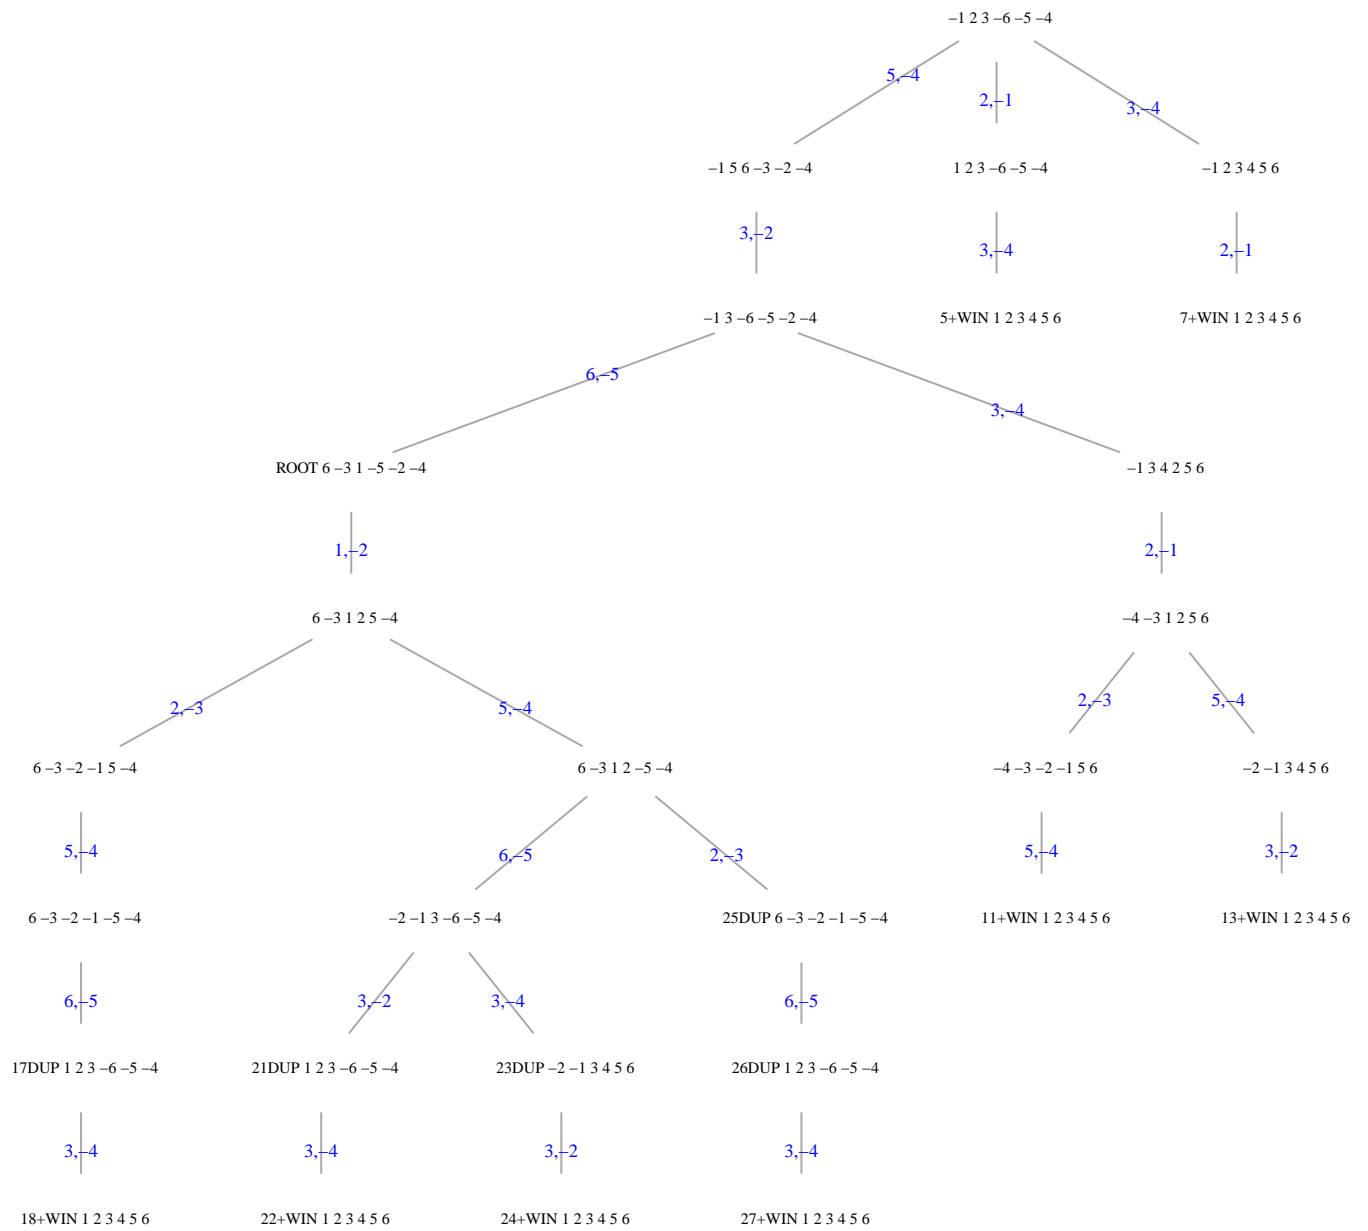 −1 2 3 −6 −5 −4
5,−4
2,−1
3,−4
−1 5 6 −3 −2 −4
1 2 3 −6 −5 −4
−1 2 3 4 5 6
3,−2
3,−4
2,−1
−1 3 −6 −5 −2 −4
5+WIN 1 2 3 4 5 6
7+WIN 1 2 3 4 5 6
6,−5
3,−4
ROOT 6 −3 1 −5 −2 −4
−1 3 4 2 5 6
1,−2
2,−1
6 −3 1 2 5 −4
−4 −3 1 2 5 6
2,−3
5,−4
2,−3
5,−4
6 −3 −2 −1 5 −4
6 −3 1 2 −5 −4
−4 −3 −2 −1 5 6
−2 −1 3 4 5 6
5,−4
6,−5
2,−3
5,−4
3,−2
6 −3 −2 −1 −5 −4
−2 −1 3 −6 −5 −4
25DUP 6 −3 −2 −1 −5 −4
11+WIN 1 2 3 4 5 6
13+WIN 1 2 3 4 5 6
6,−5
3,−2
3,−4
6,−5
17DUP 1 2 3 −6 −5 −4
21DUP 1 2 3 −6 −5 −4
23DUP −2 −1 3 4 5 6
26DUP 1 2 3 −6 −5 −4
3,−4
3,−4
3,−2
3,−4
18+WIN 1 2 3 4 5 6
22+WIN 1 2 3 4 5 6
24+WIN 1 2 3 4 5 6
27+WIN 1 2 3 4 5 6